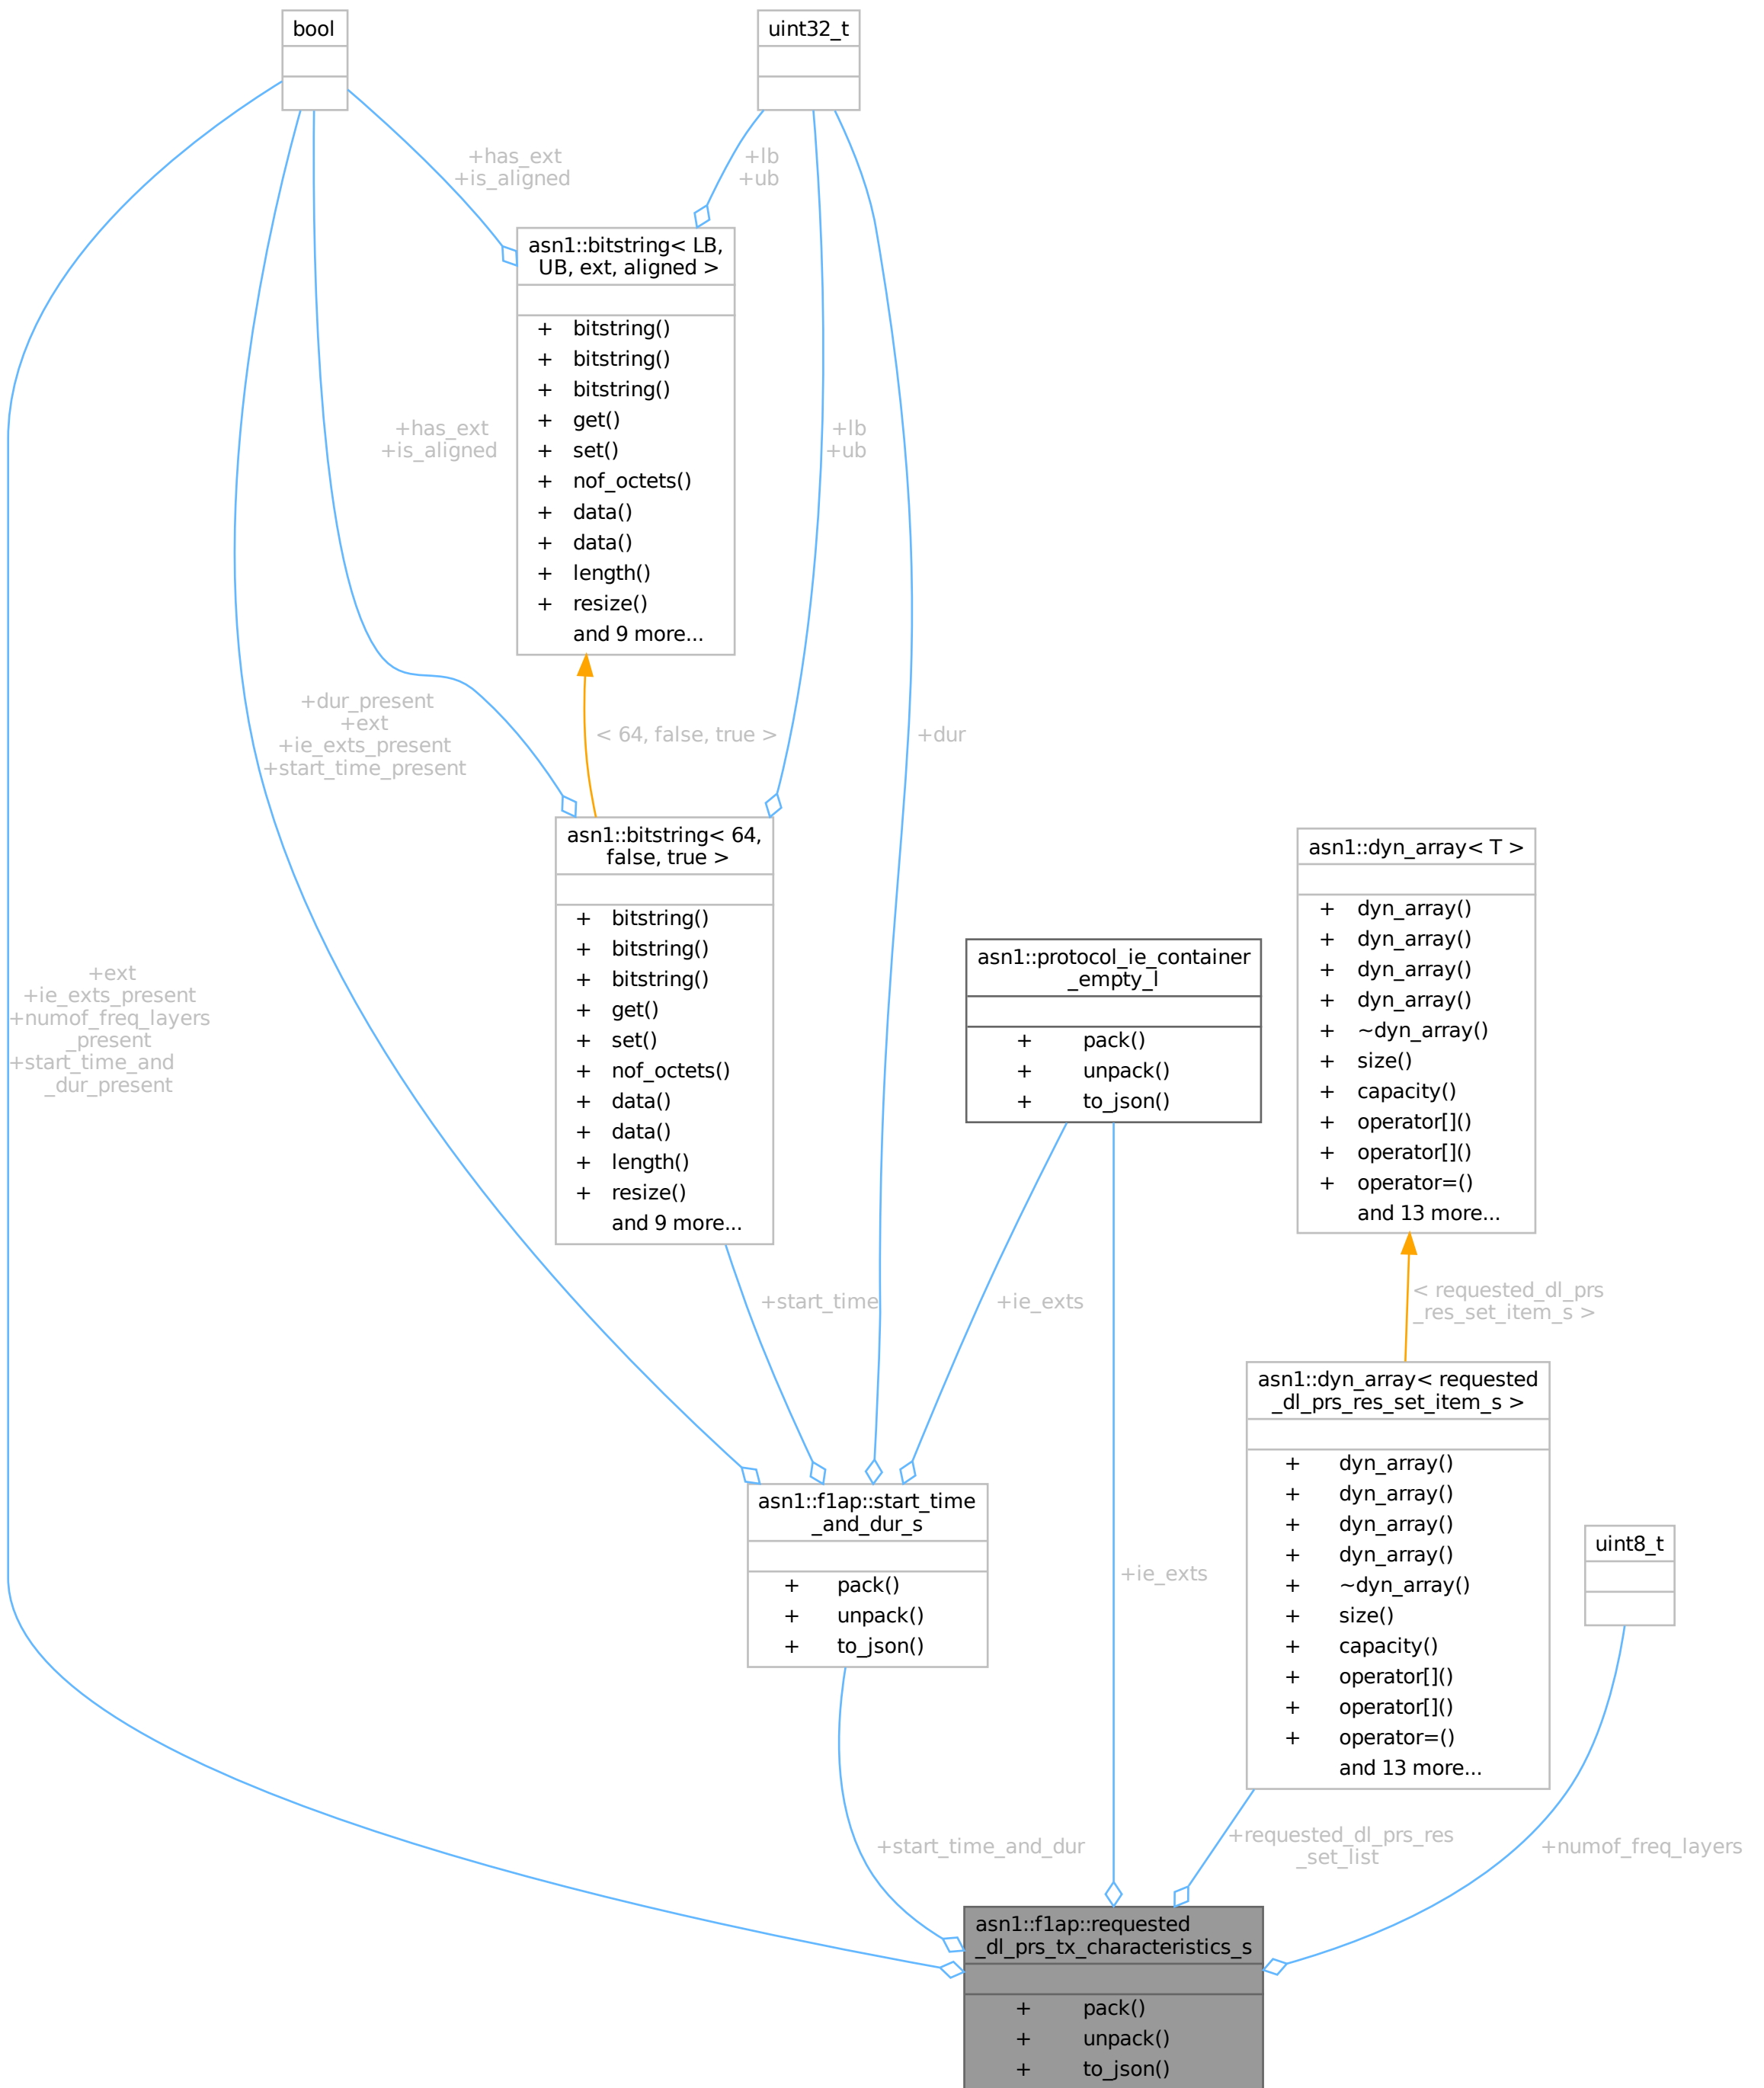 bool
uint32_t
+has_ext
+is_aligned
+lb
+ub
asn1::bitstring< LB,
UB, ext, aligned >
+ bitstring()
+ bitstring()
+ bitstring()
+ get()
+ set()
+ nof_octets()
+ data()
+ data()
+ length()
+ resize()
and 9 more...
+has_ext
+is_aligned
+lb
+ub
+dur_present
+ext
+ie_exts_present
+start_time_present
< 64, false, true >
+dur
asn1::bitstring< 64,
false, true >
+ bitstring()
+ bitstring()
+ bitstring()
+ get()
+ set()
+ nof_octets()
+ data()
+ data()
+ length()
+ resize()
and 9 more...
asn1::dyn_array< T >
+ dyn_array()
+ dyn_array()
+ dyn_array()
+ dyn_array()
+ ~dyn_array()
+ size()
+ capacity()
+ operator[]()
+ operator[]()
+ operator=()
and 13 more...
asn1::protocol_ie_container
_empty_l
+ pack()
+ unpack()
+ to_json()
+ext
+ie_exts_present
+numof_freq_layers
_present
+start_time_and
_dur_present
+start_time
+ie_exts
< requested_dl_prs
_res_set_item_s >
asn1::dyn_array< requested
_dl_prs_res_set_item_s >
+ dyn_array()
+ dyn_array()
+ dyn_array()
+ dyn_array()
+ ~dyn_array()
+ size()
+ capacity()
+ operator[]()
+ operator[]()
+ operator=()
and 13 more...
asn1::f1ap::start_time
_and_dur_s
+ pack()
+ unpack()
+ to_json()
uint8_t
+ie_exts
+start_time_and_dur
+requested_dl_prs_res
_set_list
+numof_freq_layers
asn1::f1ap::requested
_dl_prs_tx_characteristics_s
+ pack()
+ unpack()
+ to_json()